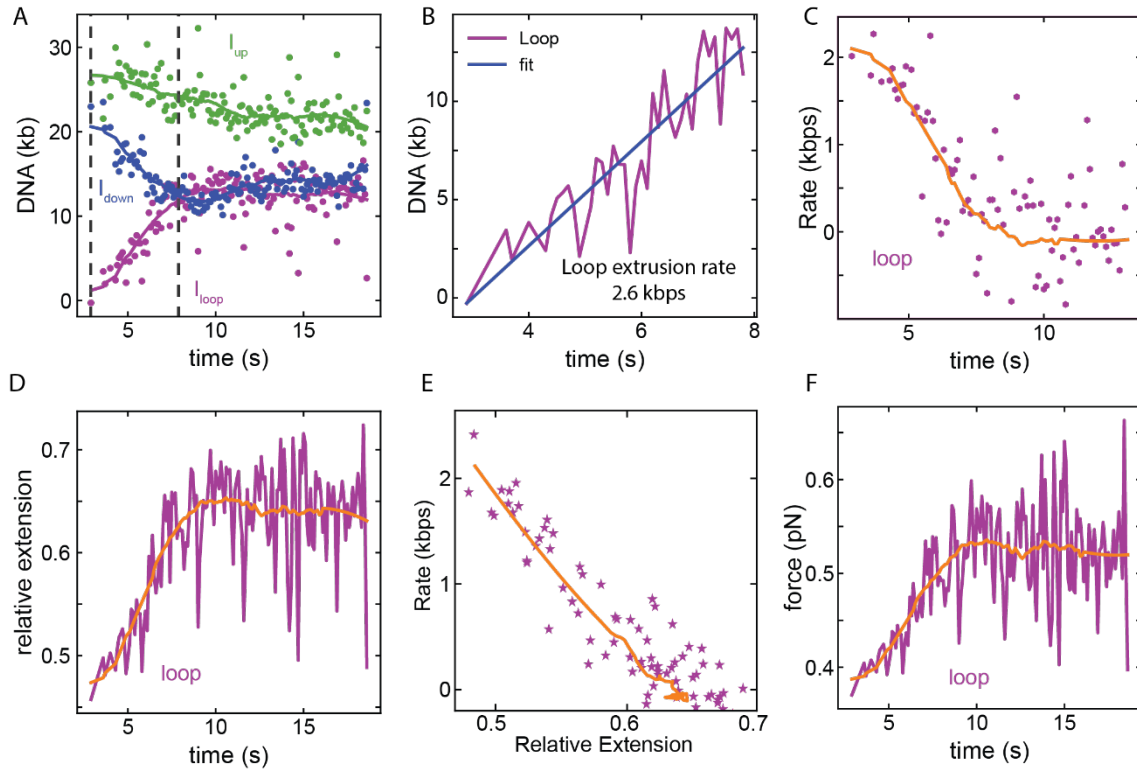 A
DNA (kb)
30
20
10
0
I_up
I_down
I_loop
5
10
15
time (s)
B
DNA (kb)
10
5
0
Loop
fit
Loop extrusion rate
2.6 kbps
4
6
8
time (s)
C
Rate (kbps)
2
1
0
loop
5
10
time (s)
D
relative extension
0.7
0.6
0.5
loop
5
10
15
time (s)
E
Rate (kbps)
2
1
0
0.5
0.6
0.7
Relative Extension
F
force (pN)
0.6
0.5
0.4
loop
5
10
15
time (s)